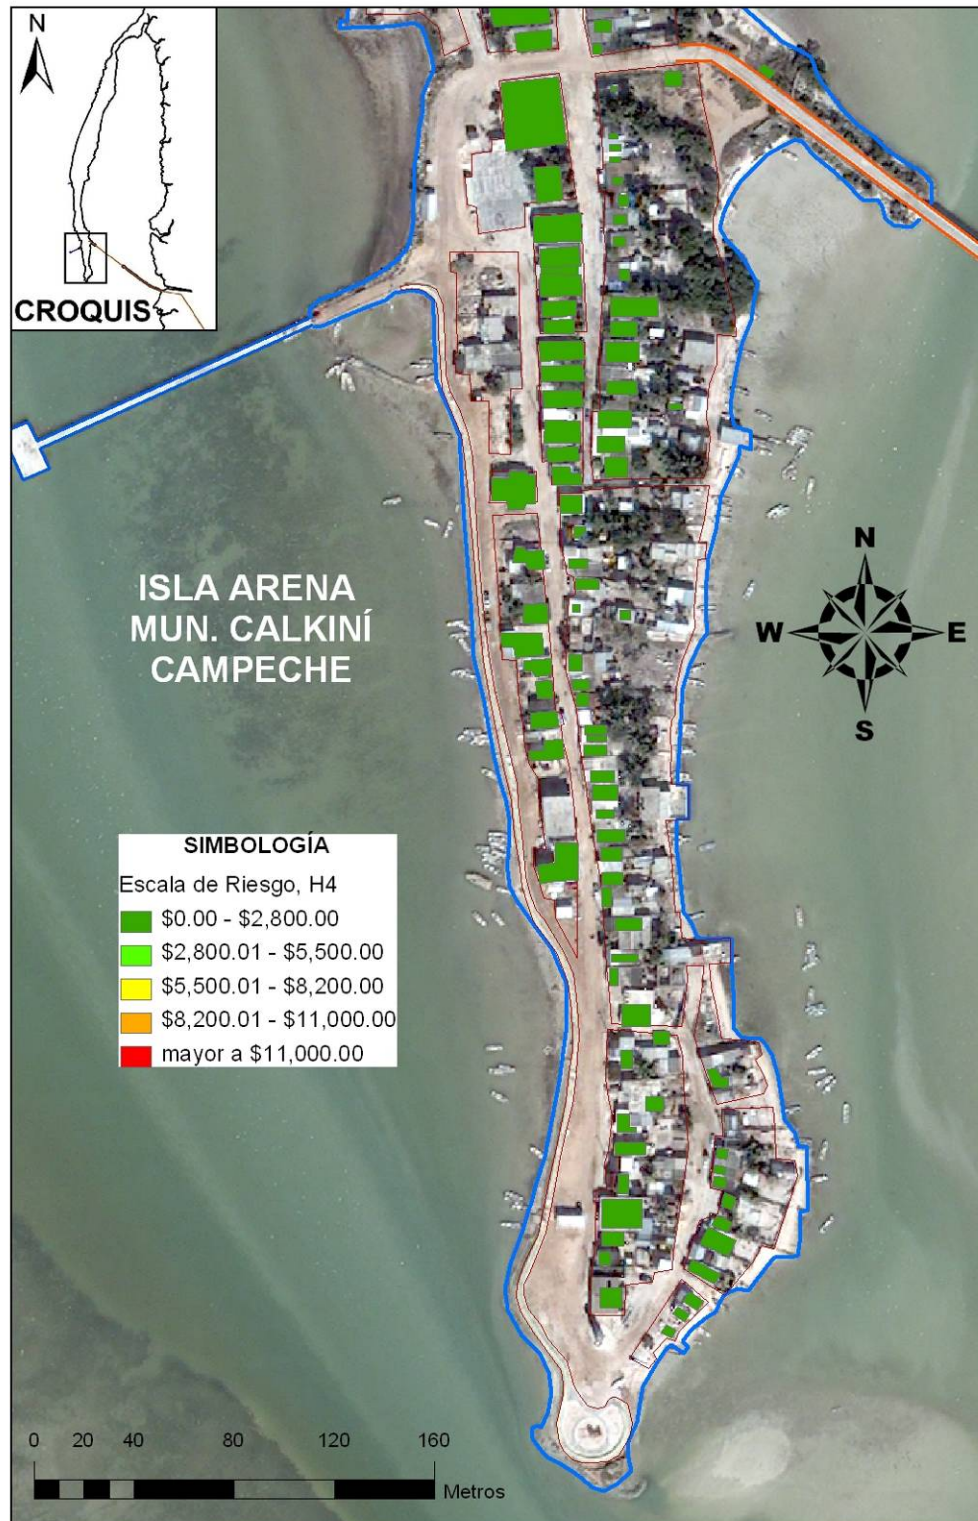 N
CROQUIS
ISLA ARENA
MUN. CALKINÍ
CAMPECHE
N
W
E
S
SIMBOLOGÍA
Escala de Riesgo, H4
$0.00 - $2,800.00
$2,800.01 - $5,500.00
$5,500.01 - $8,200.00
$8,200.01 - $11,000.00
mayor a $11,000.00
0 20 40 80 120 160
Metros